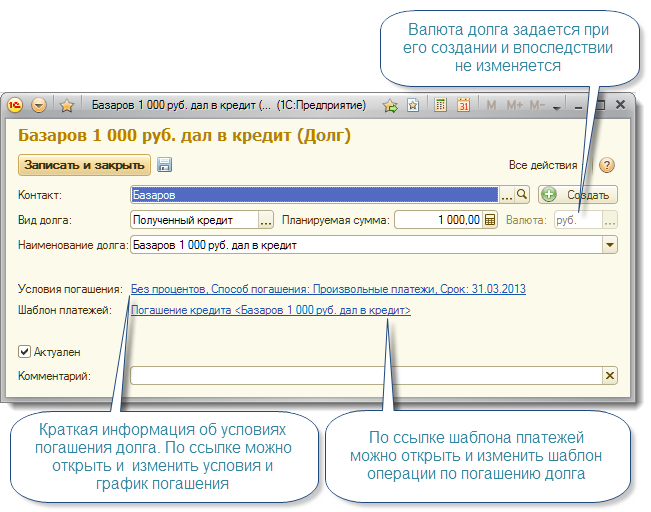 Валюта долга задается при
его создании и впоследствии
не изменяется
1С Базаров 1 000 руб. дал в кредит (... (1С:Предприятие) 31 M M+ M-
Базаров 1 000 руб. дал в кредит (Долг)
Записать и закрыть Все действия ?
Контакт: Базаров ... Создать
Вид долга: Полученный кредит ... Планируемая сумма: 1 000,00 Валюта: руб. ...
Наименование долга: Базаров 1 000 руб. дал в кредит
Условия погашения: Без процентов, Способ погашения: Произвольные платежи, Срок: 31.03.2013
Шаблон платежей: Погашение кредита <Базаров 1 000 руб. дал в кредит>
Актуален
Комментарий:
Краткая информация об условиях
погашения долга. По ссылке можно
открыть и изменить условия и
график погашения
По ссылке шаблона платежей
можно открыть и изменить шаблон
операции по погашению долга